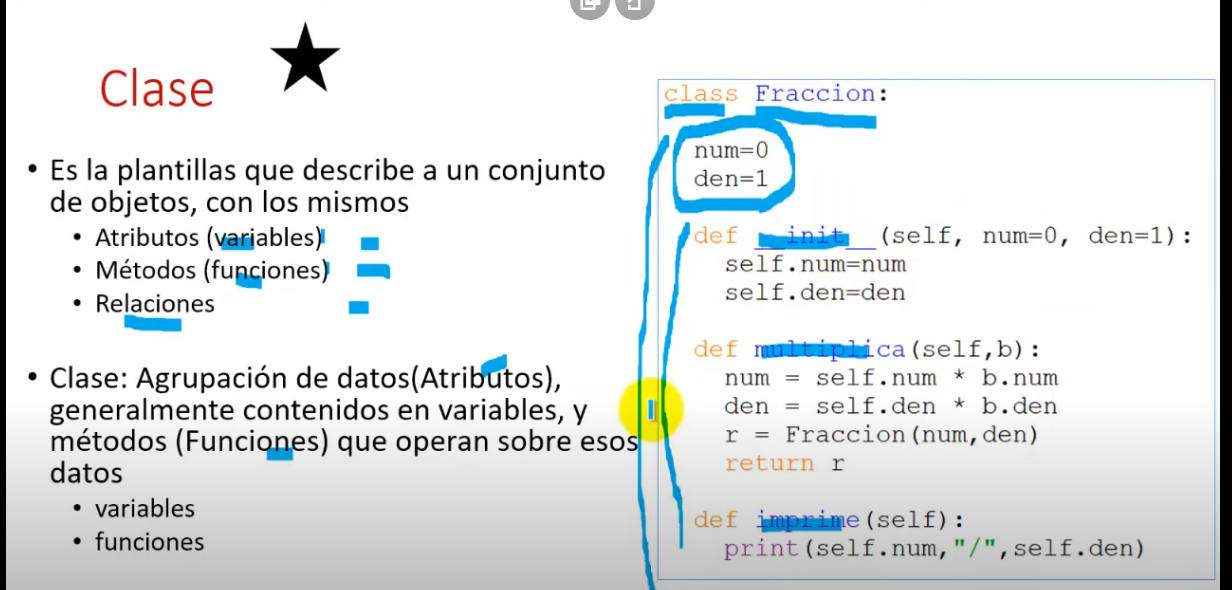 Clase
• Es la plantillas que describe a un conjunto
de objetos, con los mismos
• Atributos (variables)
• Métodos (funciones)
• Relaciones
• Clase: Agrupación de datos(Atributos),
generalmente contenidos en variables, y
métodos (Funciones) que operan sobre esos
datos
• variables
• funciones
class Fraccion:
num=0
den=1
def __init__(self, num=0, den=1):
self.num=num
self.den=den
def multiplica(self,b):
num = self.num * b.num
den = self.den * b.den
r = Fraccion(num,den)
return r
def imprime(self):
print(self.num,"/",self.den)